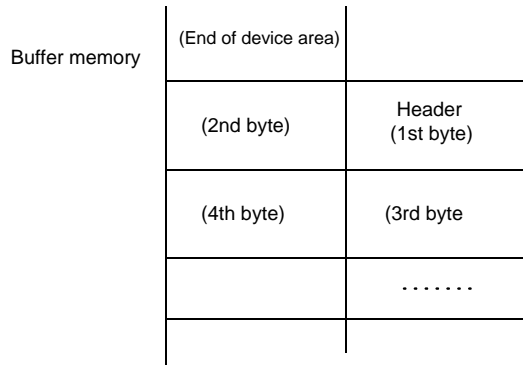 (End of device area)
Buffer memory
(2nd byte)
Header
(1st byte)
(4th byte)
(3rd byte
.......